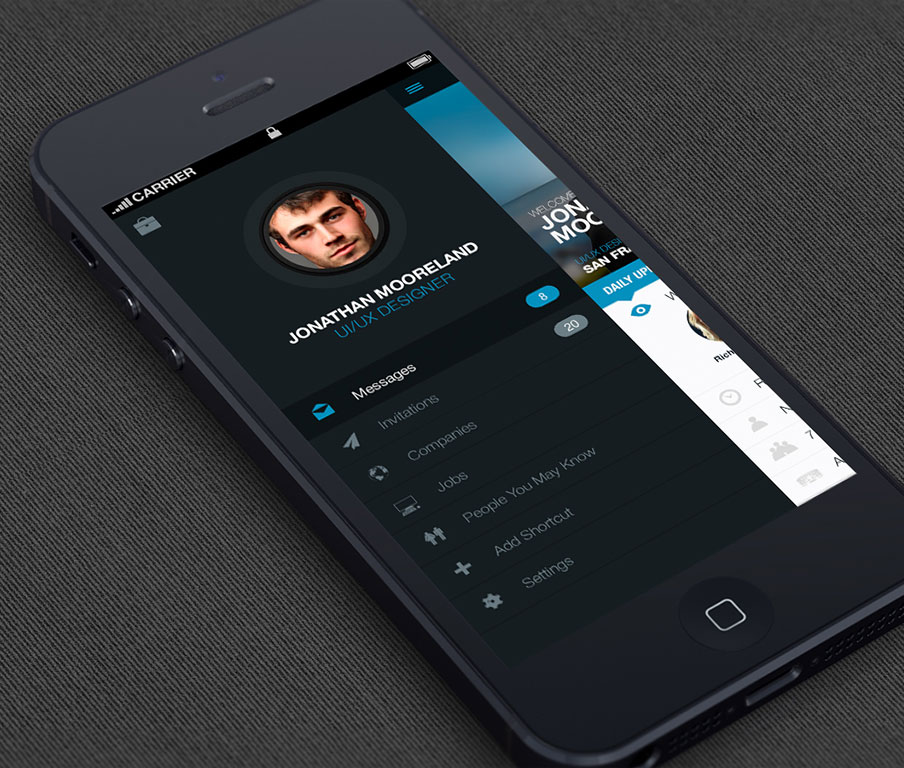 CARRIER
JONATHAN MOORELAND
UI/UX DESIGNER
Messages
8
Invitations
20
Companies
Jobs
People You May Know
Add Shortcut
Settings
WELCOME
JON
MOO
UI/UX DESI
SAN FRA
DAILY UP
W
Rich
F
N
7
A